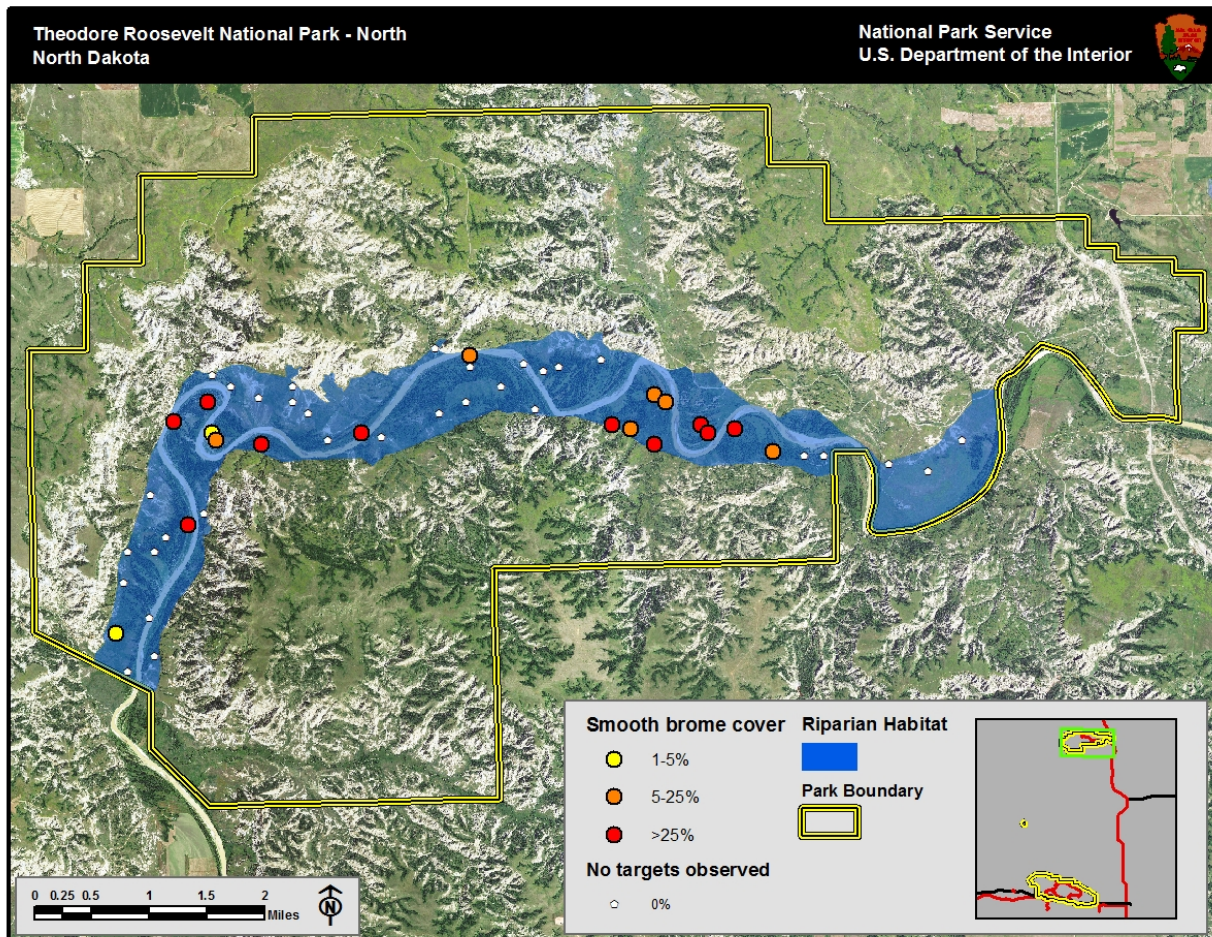 Theodore Roosevelt National Park - North
North Dakota
National Park Service
U.S. Department of the Interior
Smooth brome cover
1-5%
5-25%
>25%
No targets observed
0%
Riparian Habitat
Park Boundary
0 0.25 0.5 1 1.5 2
Miles
N